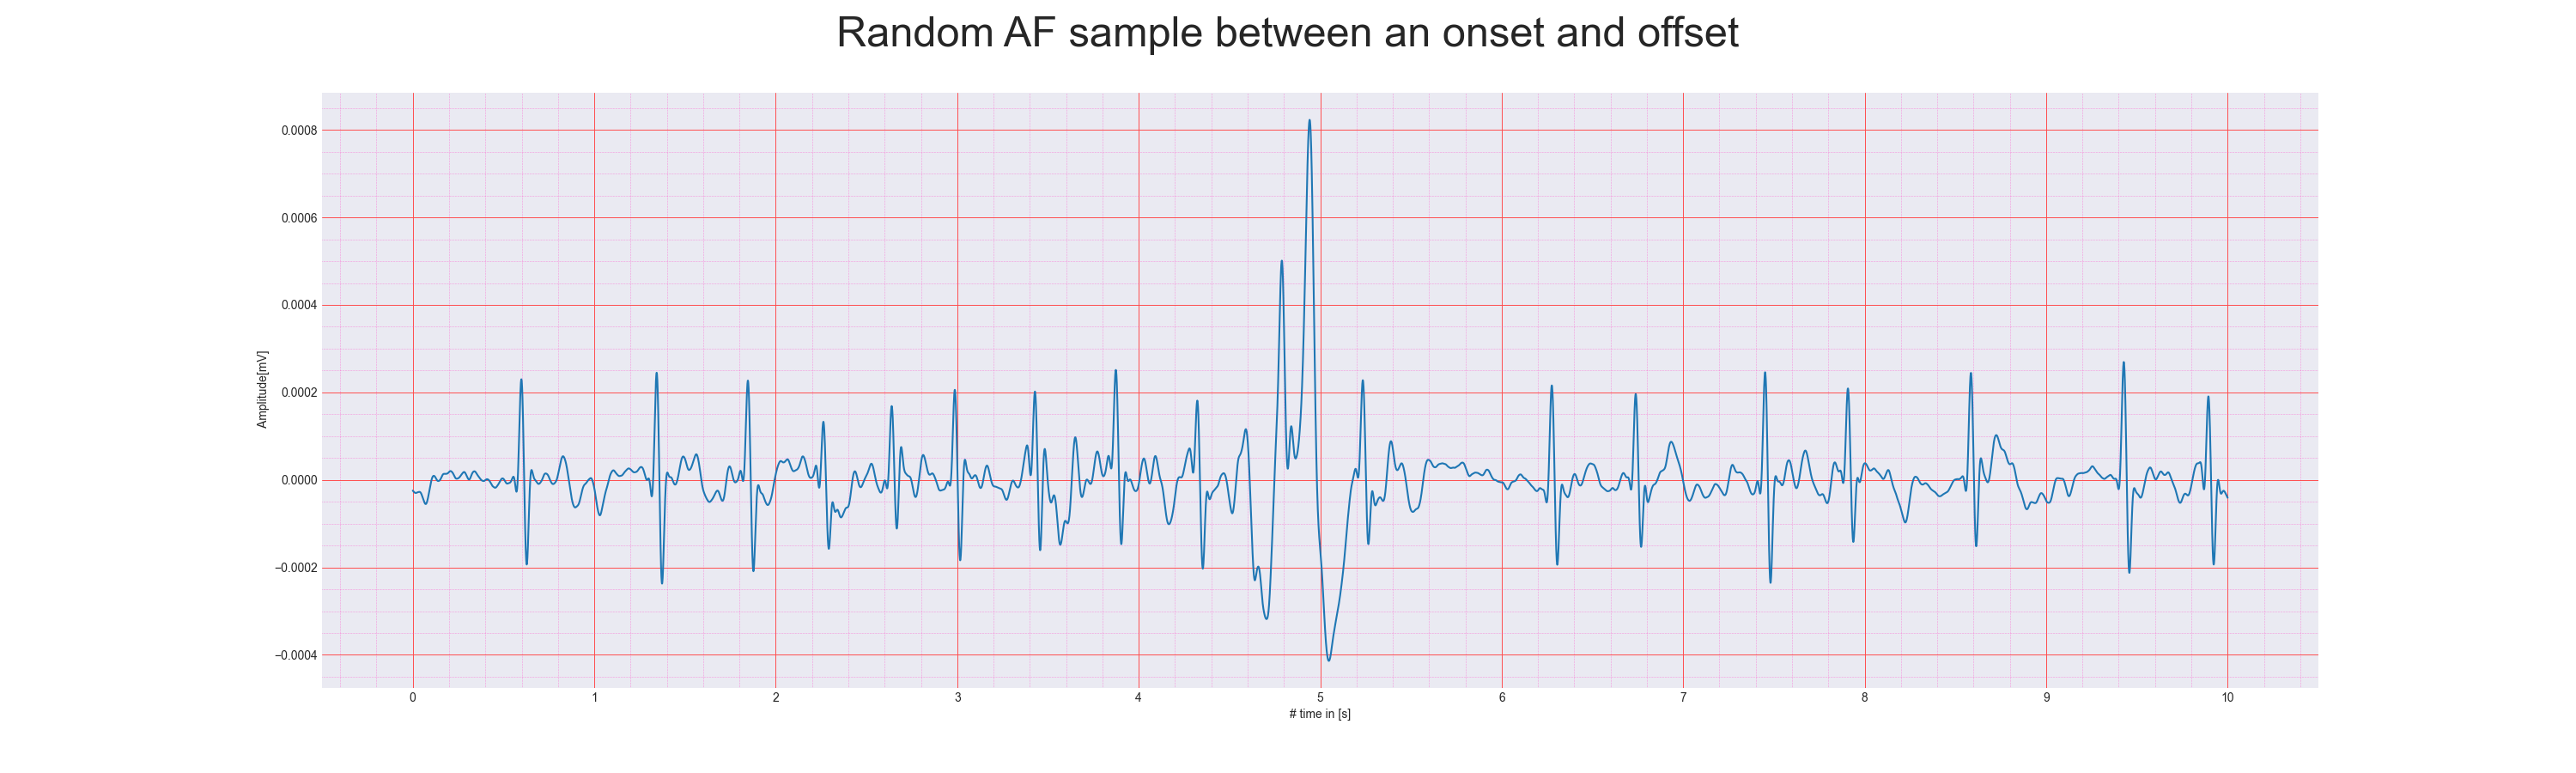 Random AF sample between an onset and offset
0.0008
0.0006
0.0004
0.0002
0.0000
−0.0002
−0.0004
Amplitude[mV]
0 1 2 3 4 5 6 7 8 9 10
# time in [s]